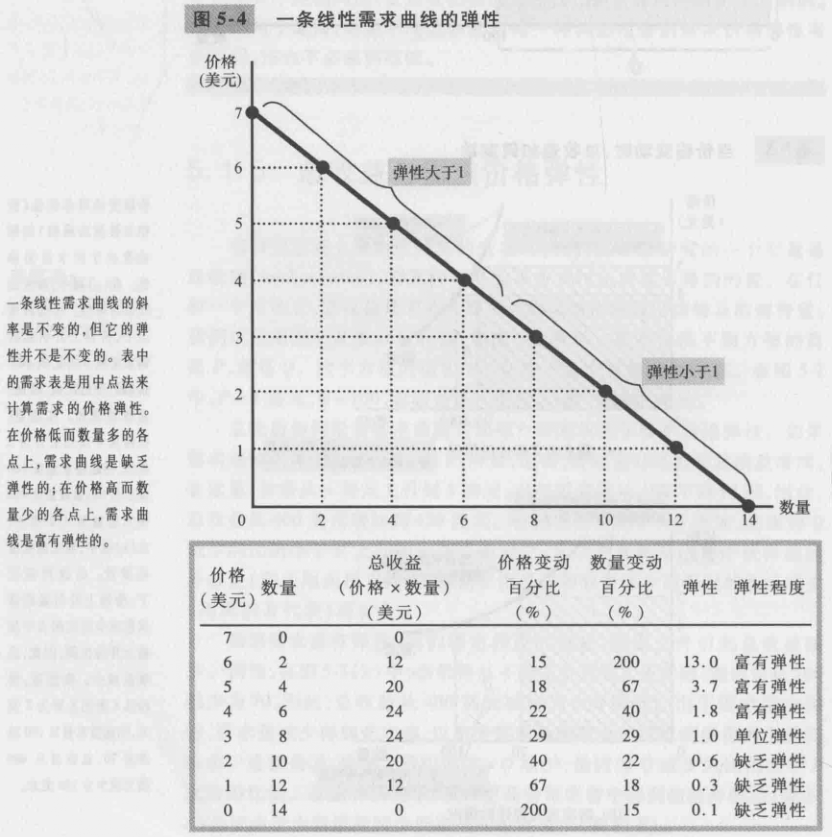 图 5-4 一条线性需求曲线的弹性
价格
(美元)
7
6
5
4
2
1
弹性大于1
弹性小于1
0 2 4 6 8 10 12 14 数量
一条线性需求曲线的斜
率是不变的,但它的弹
性并不是不变的。表中
的需求表是用中点法来
计算需求的价格弹性。
在价格低而数量多的各
点上,需求曲线是缺乏
弹性的;在价格高而数
量少的各点上,需求曲
线是富有弹性的。
价格 总收益 价格变动 数量变动
(美元) 数量 (价格×数量) 百分比 百分比 弹性 弹性程度
(美元) (%) (%)
7 0 0
6 2 12 15 200 13.0 富有弹性
5 4 20 18 67 3.7 富有弹性
4 6 24 22 40 1.8 富有弹性
3 8 24 29 29 1.0 单位弹性
2 10 20 40 22 0.6 缺乏弹性
1 12 12 67 18 0.3 缺乏弹性
0 14 0 200 15 0.1 缺乏弹性